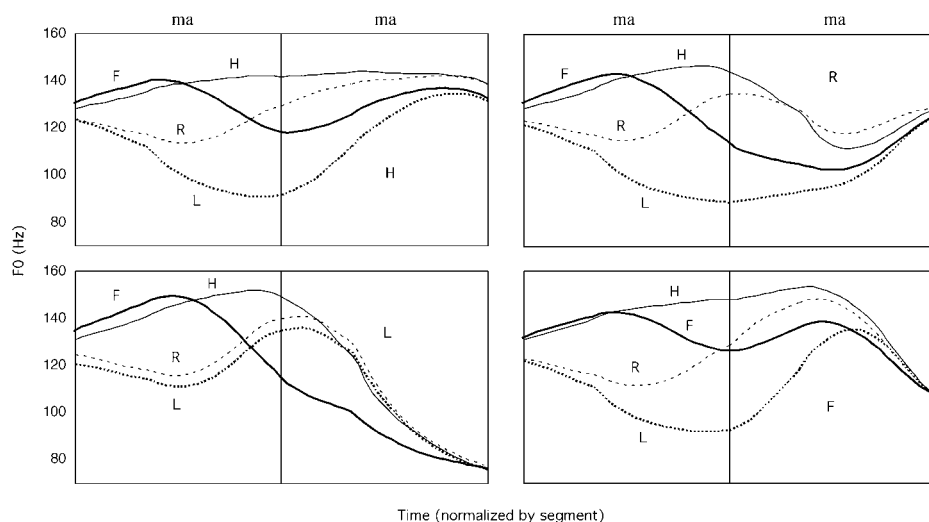 ma ma ma ma
160
140
120
100
80
F H R L H
F H R L R
F0 (Hz)
160
140
120
100
80
F H R L L
H F R L F
Time (normalized by segment)